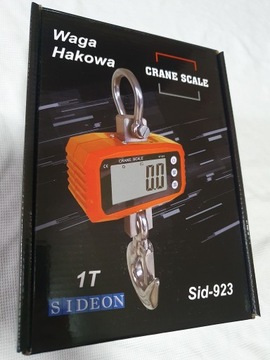 Waga
Hakowa
CRANE SCALE
CRANE SCALE
0.0
1T
SIDEON
Sid-923